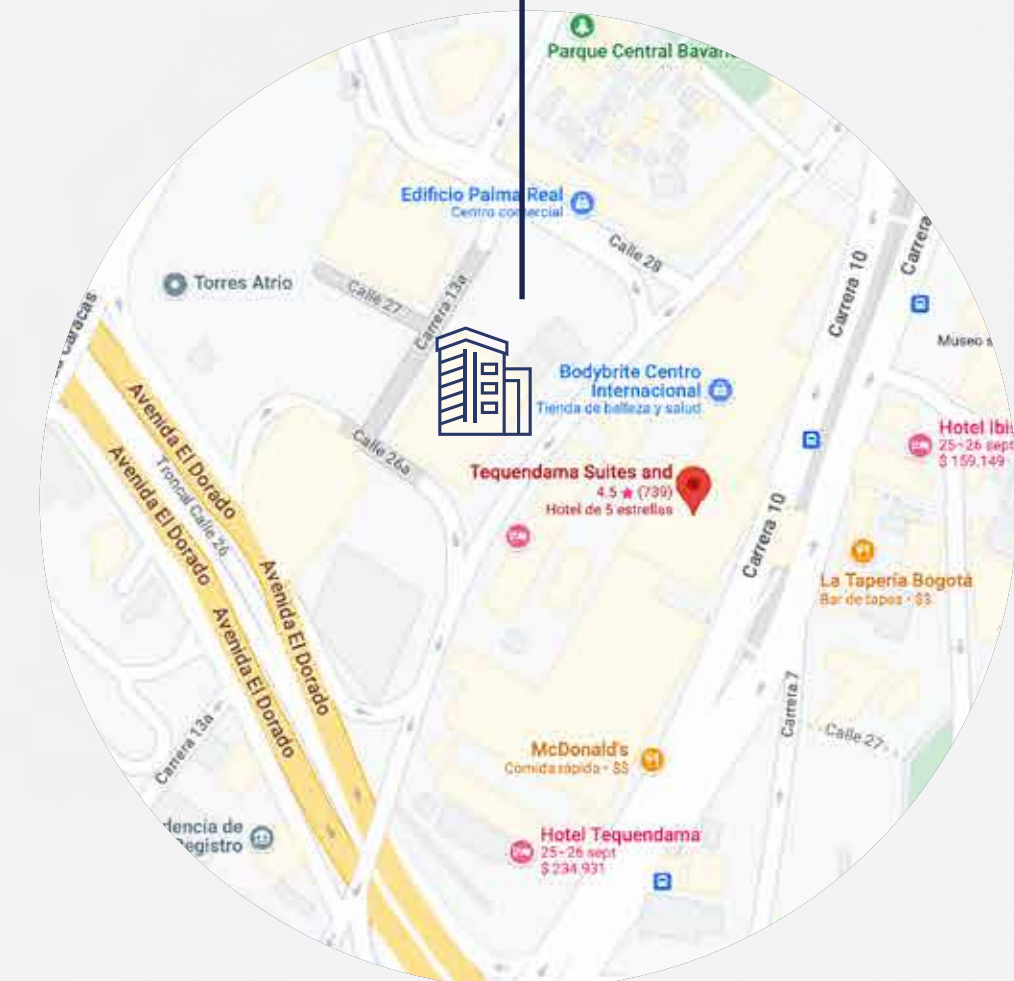 Parque Central Bavaria
Edificio Palma Real
Centro comercial
Calle 28
Torres Atrio
Calle 27
Carrera 13a
Carrera 10
Carrera
Caracas
Museo s
Bodybrite Centro
Internacional
Tienda de belleza y salud
Avenida El Dorado
Avenida El Dorado
Troncal Calle 26
Calle 26a
Hotel Ibis
25–26 sept
$ 159.149
Tequendama Suites and
4.5 ★ (739)
Hotel de 5 estrellas
Carrera 10
La Tapería Bogotá
Bar de tapas · $$
Avenida El Dorado
Avenida El Dorado
Carrera 7
Calle 27
Carrera 13a
McDonald's
Comida rápida · $$
dencia de
Registro
Hotel Tequendama
25–26 sept
$ 234.931